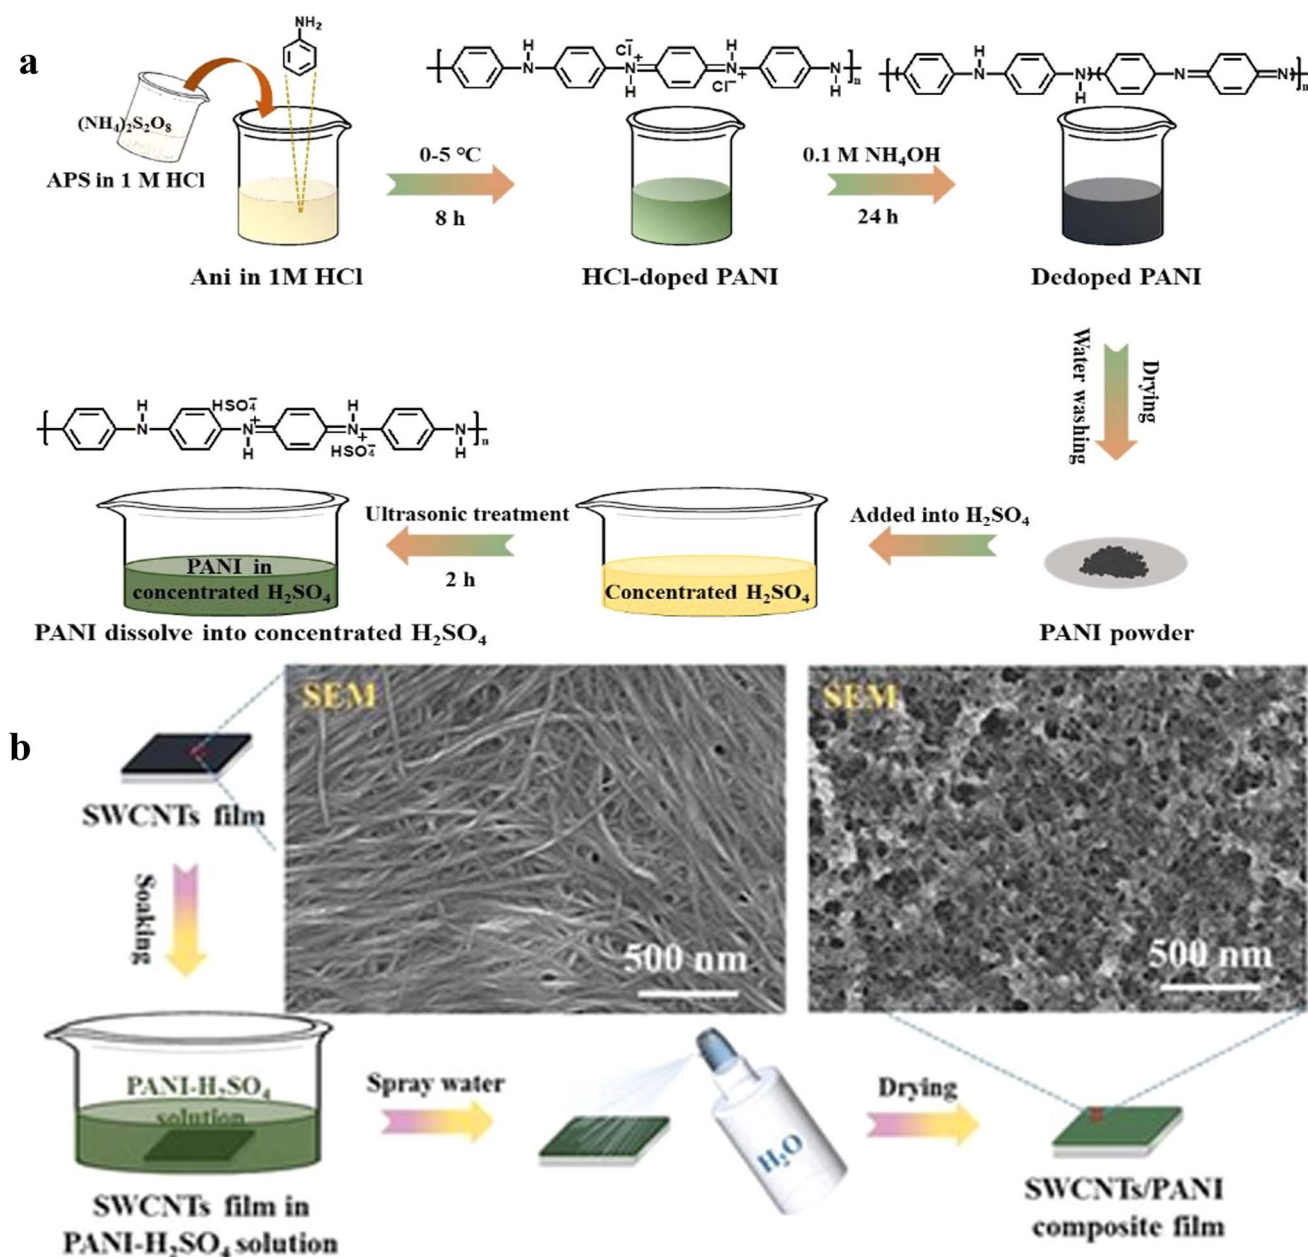 a
NH₂
(NH₄)₂S₂O₈
APS in 1 M HCl
Ani in 1M HCl
0-5 °C
8 h
H
N
Cl⁻
N
+
H
H
N
+
Cl⁻
N
H
n
HCl-doped PANI
0.1 M NH₄OH
24 h
H
N
N
H
N
N
n
Dedoped PANI
Water washing
Drying
H
N
HSO₄⁻
N
+
H
H
N
+
HSO₄⁻
N
H
n
PANI in
concentrated H₂SO₄
PANI dissolve into concentrated H₂SO₄
Ultrasonic treatment
2 h
Concentrated H₂SO₄
Added into H₂SO₄
PANI powder
b
SWCNTs film
SEM
500 nm
SEM
500 nm
Soaking
PANI-H₂SO₄
solution
SWCNTs film in
PANI-H₂SO₄ solution
Spray water
H₂O
Drying
SWCNTs/PANI
composite film